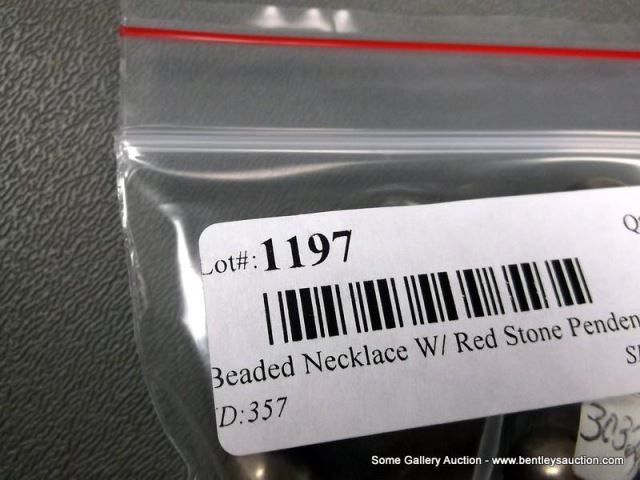 Lot#: 1197
Beaded Necklace W/ Red Stone Penden
ID: 357
Some Gallery Auction - www.bentleysauction.com